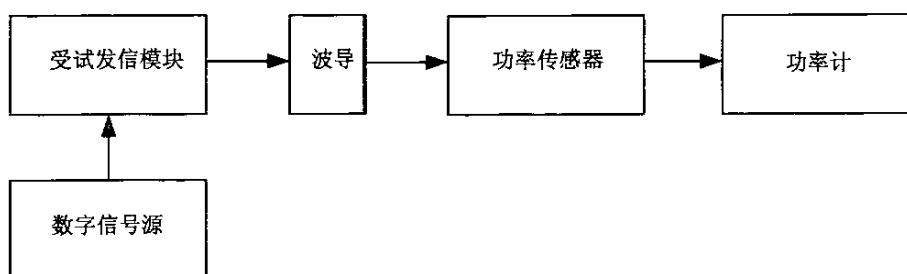 受试发信模块
波导
功率传感器
功率计
数字信号源